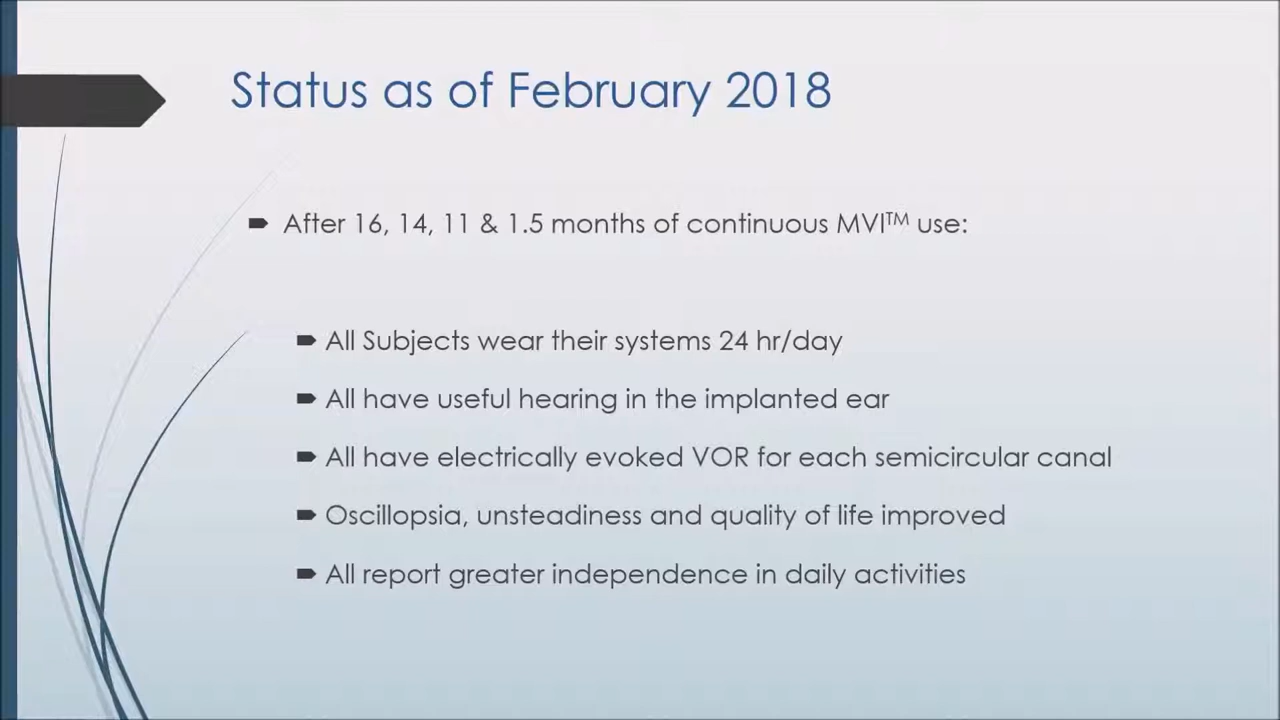 Status as of February 2018
After 16, 14, 11 & 1.5 months of continuous MVI™ use:
All Subjects wear their systems 24 hr/day
All have useful hearing in the implanted ear
All have electrically evoked VOR for each semicircular canal
Oscillopsia, unsteadiness and quality of life improved
All report greater independence in daily activities